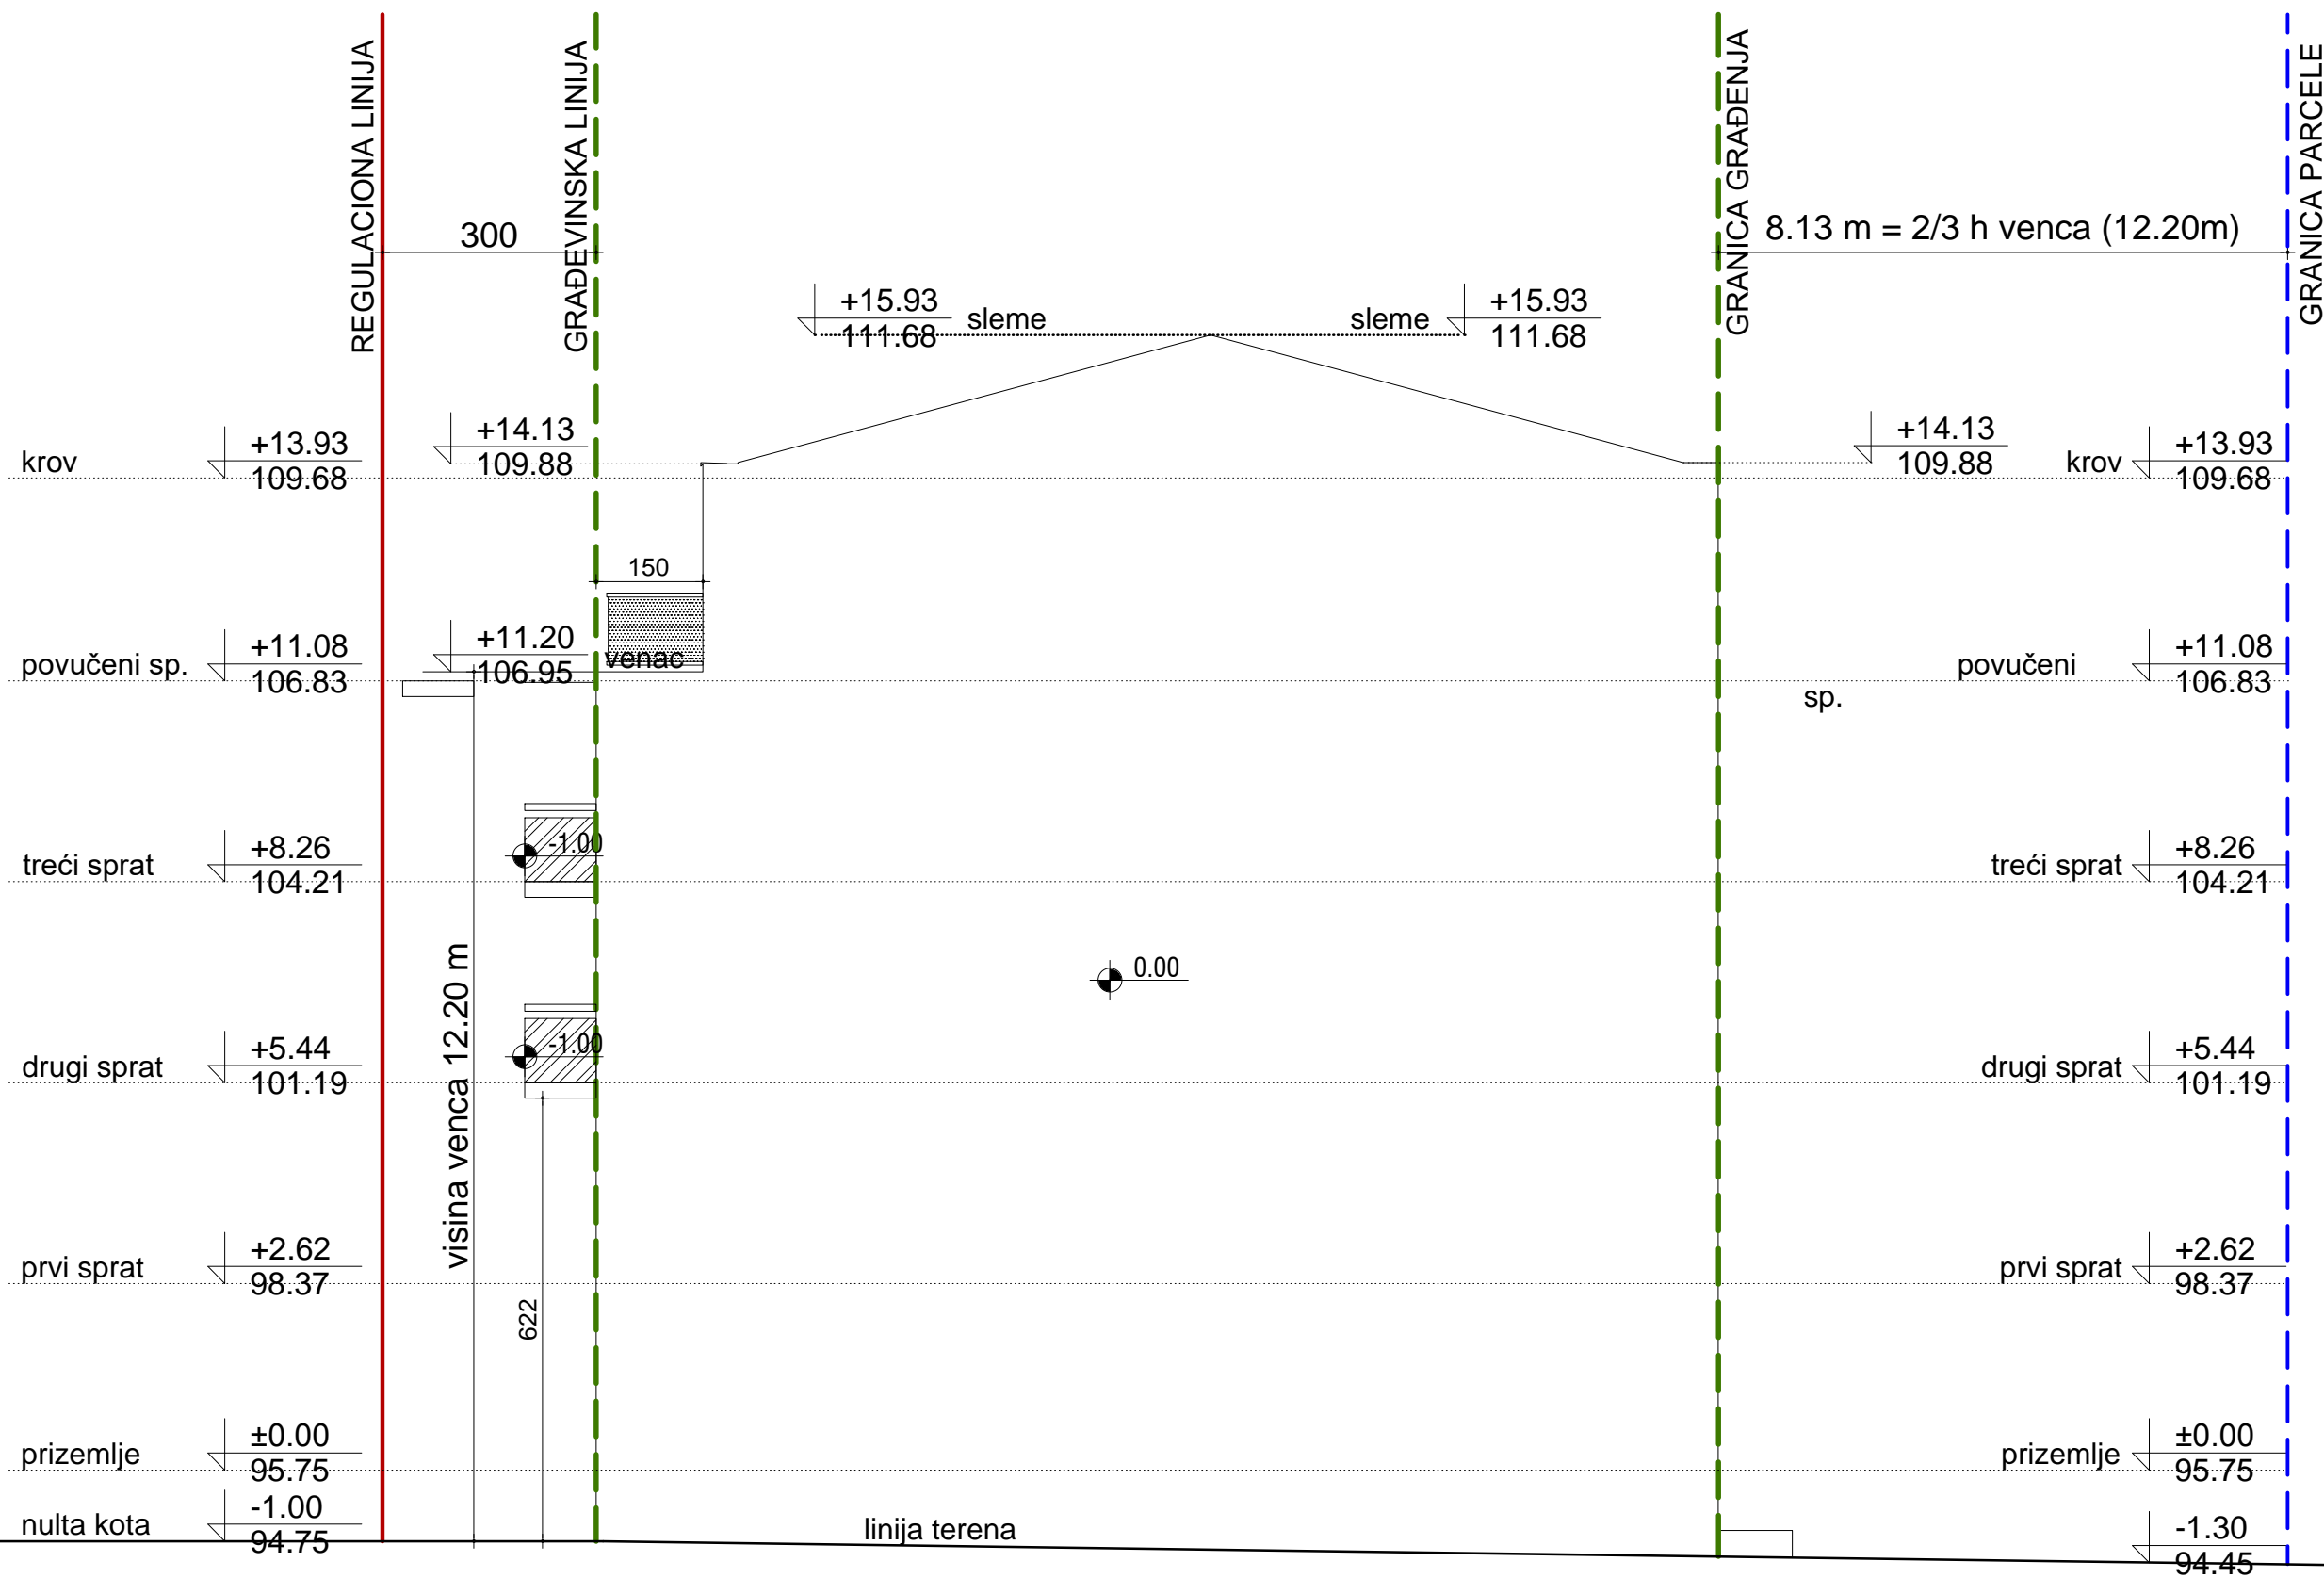 REGULACIONA LINIJA
GRAĐEVINSKA LINIJA
GRANICA GRAĐENJA
GRANICA PARCELE
300
8.13 m = 2/3 h venca (12.20m)
+15.93
111.68
sleme
sleme
+15.93
111.68
krov
+13.93
109.68
+14.13
109.88
+14.13
109.88
krov
+13.93
109.68
150
povučeni sp.
+11.08
106.83
+11.20
106.95
venac
povučeni
sp.
+11.08
106.83
treći sprat
+8.26
104.21
-1.00
treći sprat
+8.26
104.21
visina venca 12.20 m
0.00
drugi sprat
+5.44
101.19
-1.00
drugi sprat
+5.44
101.19
prvi sprat
+2.62
98.37
622
prvi sprat
+2.62
98.37
prizemlje
±0.00
95.75
prizemlje
±0.00
95.75
nulta kota
-1.00
94.75
linija terena
-1.30
94.45